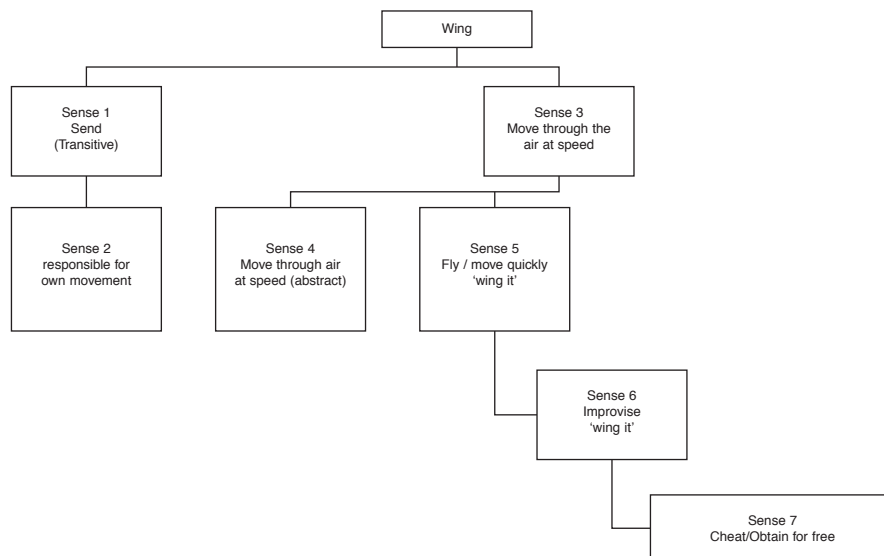 Wing
Sense 1
Send
(Transitive)
Sense 3
Move through the
air at speed
Sense 2
responsible for
own movement
Sense 4
Move through air
at speed (abstract)
Sense 5
Fly / move quickly
‘wing it’
Sense 6
Improvise
‘wing it’
Sense 7
Cheat/Obtain for free